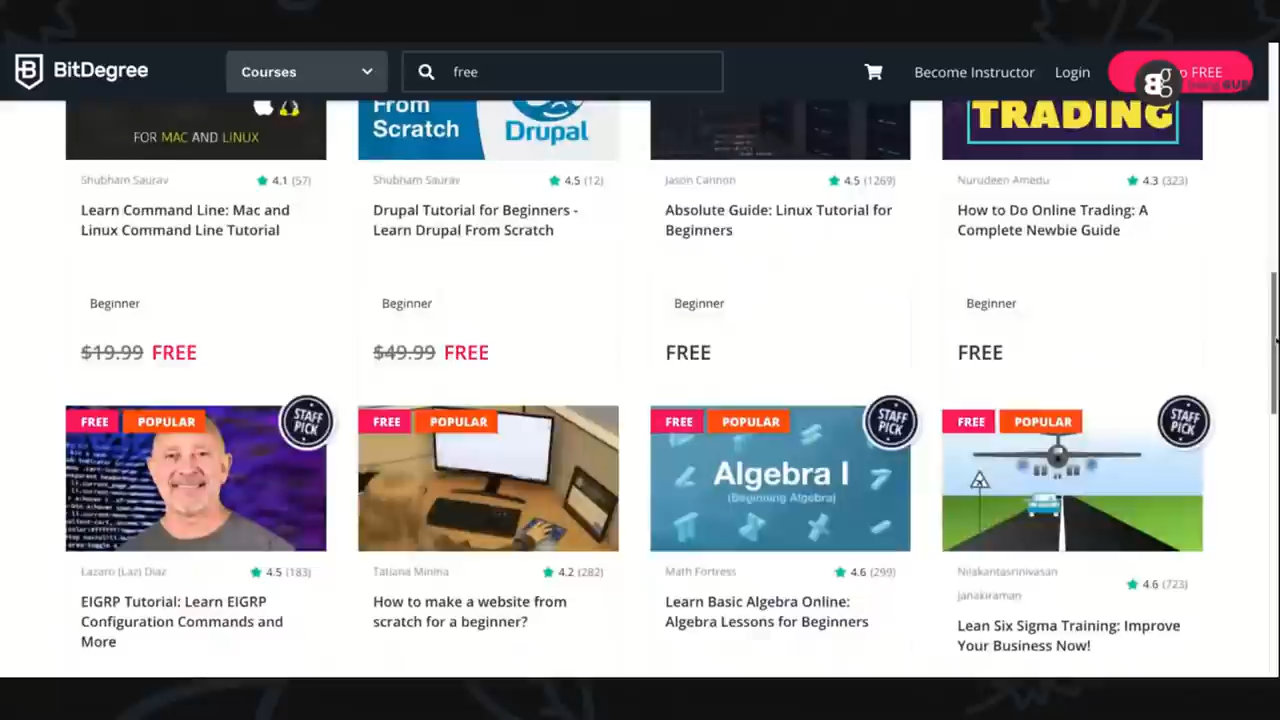 BitDegree
Courses
free
Become Instructor
Login
FREE
From
Scratch
Drupal
TRADING
FOR MAC AND LINUX
Shubham Saurav
4.1 (57)
Shubham Saurav
4.5 (12)
Jason Cannon
4.5 (1269)
Nurudeen Amedu
4.3 (323)
Learn Command Line: Mac and
Linux Command Line Tutorial
Drupal Tutorial for Beginners -
Learn Drupal From Scratch
Absolute Guide: Linux Tutorial for
Beginners
How to Do Online Trading: A
Complete Newbie Guide
Beginner
Beginner
Beginner
Beginner
$19.99 FREE
$49.99 FREE
FREE
FREE
FREE
POPULAR
STAFF
PICK
FREE
POPULAR
FREE
POPULAR
STAFF
PICK
Algebra I
(Beginning Algebra)
FREE
POPULAR
STAFF
PICK
Lazaro (Laz) Diaz
4.5 (183)
Tatiana Minina
4.2 (282)
Math Fortress
4.6 (299)
Nilakantasrinivasan
Janakiraman
4.6 (723)
EIGRP Tutorial: Learn EIGRP
Configuration Commands and
More
How to make a website from
scratch for a beginner?
Learn Basic Algebra Online:
Algebra Lessons for Beginners
Lean Six Sigma Training: Improve
Your Business Now!